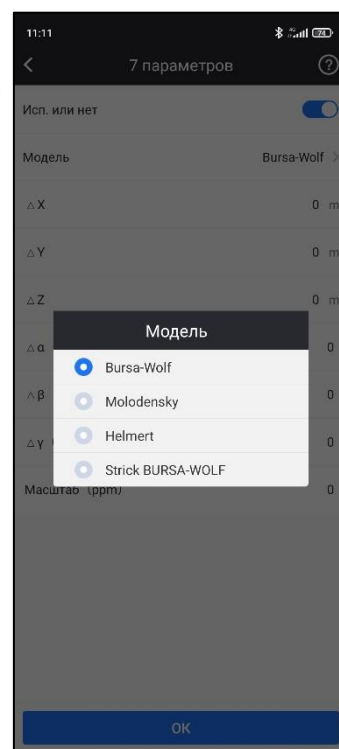 11:11
74
7 параметров
Исп. или нет
Модель Bursa-Wolf
△X 0 m
△Y 0 m
△Z 0 m
Модель
△α 0
Bursa-Wolf
△β 0
Molodensky
△γ 0
Helmert
Strick BURSA-WOLF
Масштаб (ppm) 0
OK